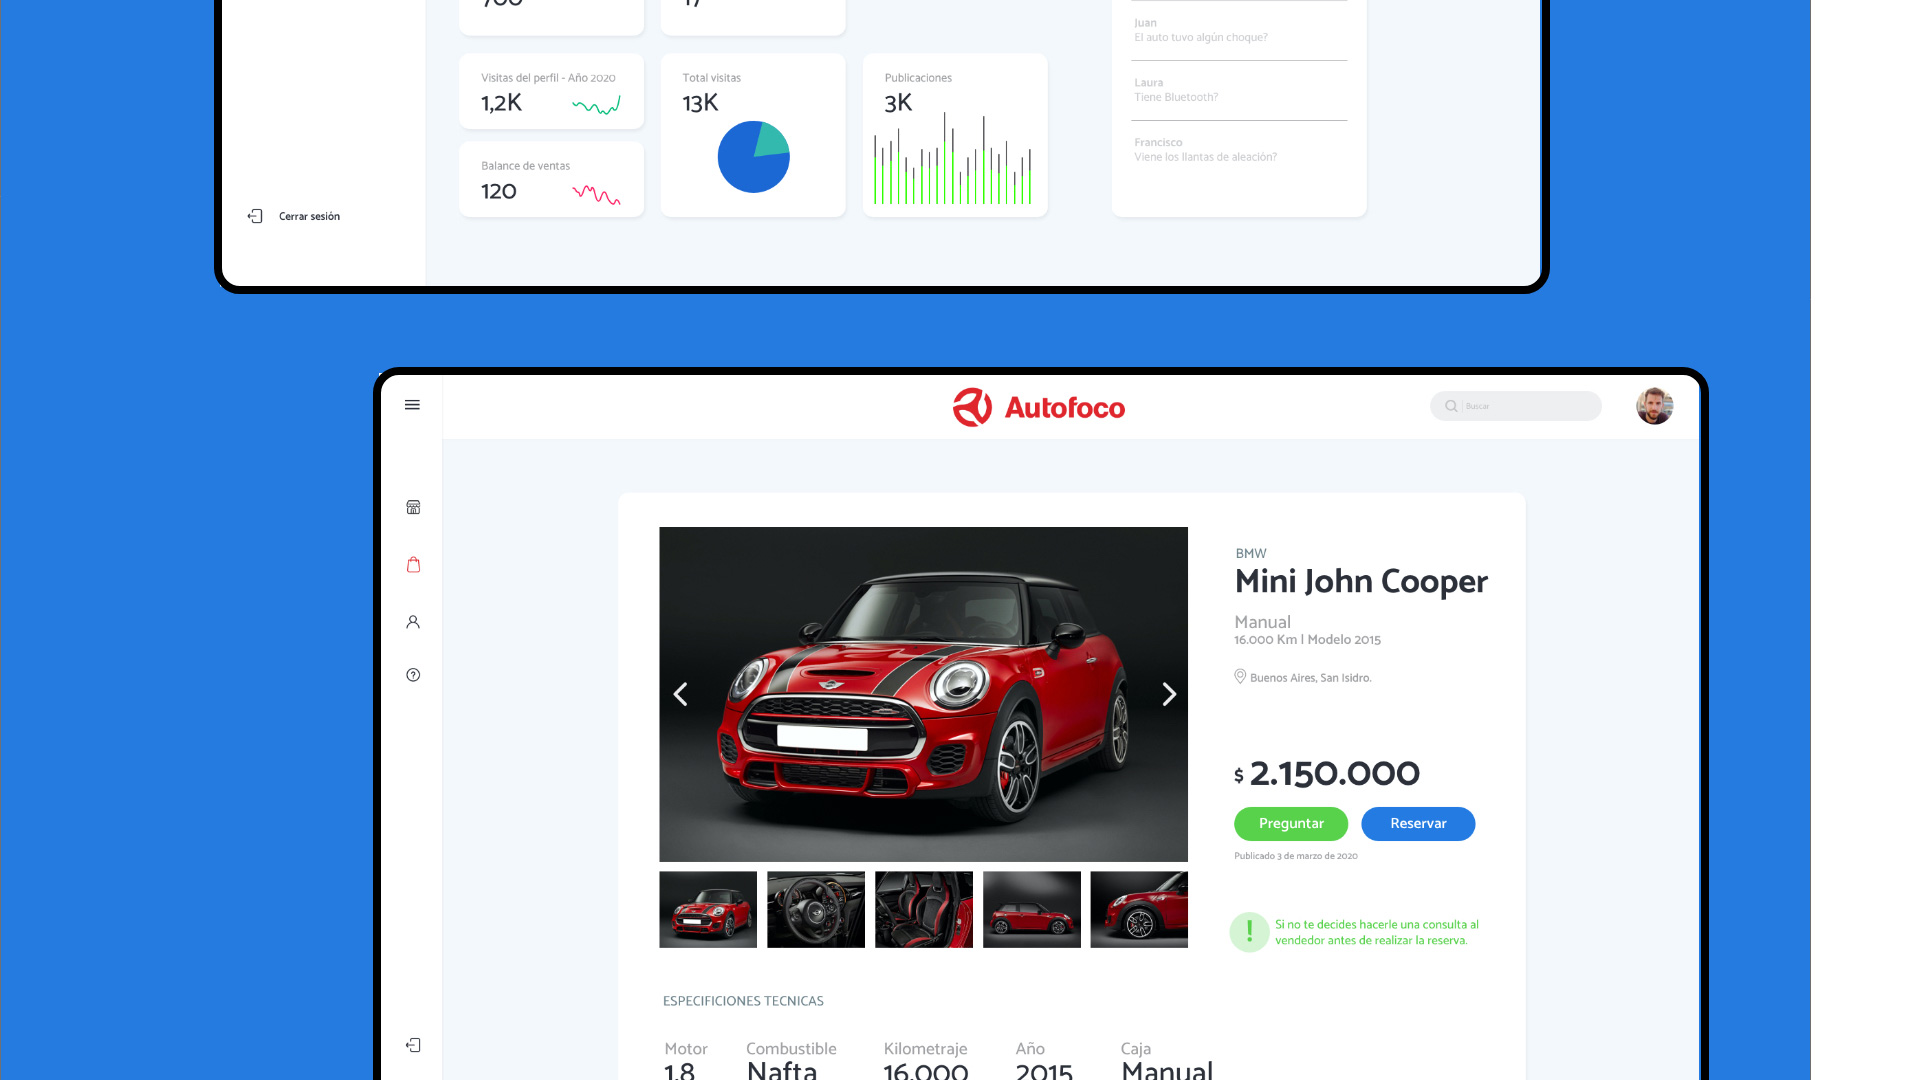 Juan
El auto tuvo algún choque?
Laura
Tiene Bluetooth?
Francisco
Viene los llantas de aleación?
Visitas del perfil - Año 2020
1,2K
Total visitas
13K
Publicaciones
3K
Balance de ventas
120
Cerrar sesión
Autofoco
Buscar
BMW
Mini John Cooper
Manual
16.000 Km | Modelo 2015
Buenos Aires, San Isidro.
$ 2.150.000
Preguntar
Reservar
Publicado 3 de marzo de 2020
! Si no te decides hacerle una consulta al
vendedor antes de realizar la reserva.
ESPECIFICIONES TECNICAS
Motor
1.8
Combustible
Nafta
Kilometraje
16.000
Año
2015
Caja
Manual